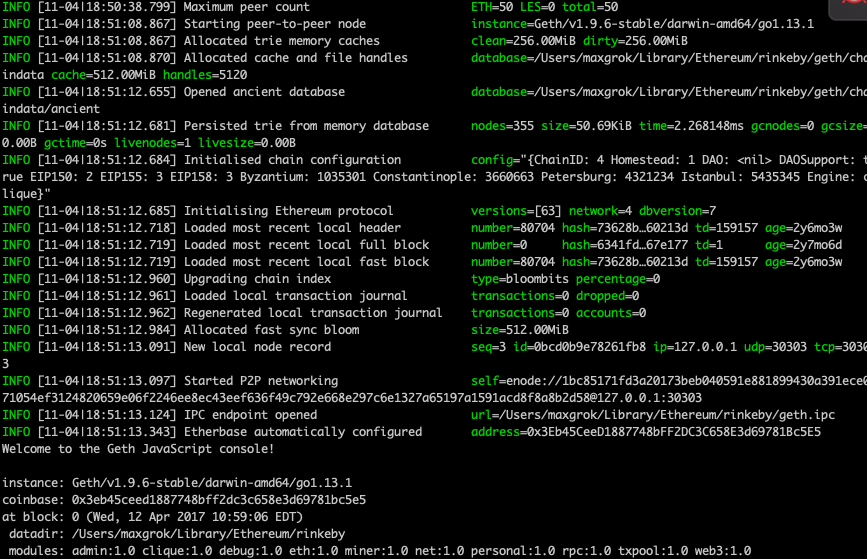 INFO [11-04|18:50:38.799] Maximum peer count ETH=50 LES=0 total=50
INFO [11-04|18:51:08.867] Starting peer-to-peer node instance=Geth/v1.9.6-stable/darwin-amd64/go1.13.1
INFO [11-04|18:51:08.867] Allocated trie memory caches clean=256.00MiB dirty=256.00MiB
INFO [11-04|18:51:08.870] Allocated cache and file handles database=/Users/maxgrok/Library/Ethereum/rinkeby/geth/cha
indata cache=512.00MiB handles=5120
INFO [11-04|18:51:12.655] Opened ancient database database=/Users/maxgrok/Library/Ethereum/rinkeby/geth/cha
indata/ancient
INFO [11-04|18:51:12.681] Persisted trie from memory database nodes=355 size=50.69KiB time=2.268148ms gcnodes=0 gcsize=
0.00B gctime=0s livenodes=1 livesize=0.00B
INFO [11-04|18:51:12.684] Initialised chain configuration config="{ChainID: 4 Homestead: 1 DAO: <nil> DAOSupport: t
rue EIP150: 2 EIP155: 3 EIP158: 3 Byzantium: 1035301 Constantinople: 3660663 Petersburg: 4321234 Istanbul: 5435345 Engine: c
lique}"
INFO [11-04|18:51:12.685] Initialising Ethereum protocol versions=[63] network=4 dbversion=7
INFO [11-04|18:51:12.718] Loaded most recent local header number=80704 hash=73628b…60213d td=159157 age=2y6mo3w
INFO [11-04|18:51:12.719] Loaded most recent local full block number=0 hash=6341fd…67e177 td=1 age=2y7mo6d
INFO [11-04|18:51:12.719] Loaded most recent local fast block number=80704 hash=73628b…60213d td=159157 age=2y6mo3w
INFO [11-04|18:51:12.960] Upgrading chain index type=bloombits percentage=0
INFO [11-04|18:51:12.961] Loaded local transaction journal transactions=0 dropped=0
INFO [11-04|18:51:12.962] Regenerated local transaction journal transactions=0 accounts=0
INFO [11-04|18:51:12.984] Allocated fast sync bloom size=512.00MiB
INFO [11-04|18:51:13.091] New local node record seq=3 id=0bcd0b9e78261fb8 ip=127.0.0.1 udp=30303 tcp=3030
3
INFO [11-04|18:51:13.097] Started P2P networking self=enode://1bc85171fd3a20173beb040591e881899430a391ece0
71054ef3124820659e06f2246ee8ec43eef636f49c792e668e297c6e1327a65197a1591acd8f8a8b2d58@127.0.0.1:30303
INFO [11-04|18:51:13.124] IPC endpoint opened url=/Users/maxgrok/Library/Ethereum/rinkeby/geth.ipc
INFO [11-04|18:51:13.343] Etherbase automatically configured address=0x3Eb45CeeD1887748bFF2DC3C658E3d69781Bc5E5
Welcome to the Geth JavaScript console!
instance: Geth/v1.9.6-stable/darwin-amd64/go1.13.1
coinbase: 0x3eb45ceed1887748bff2dc3c658e3d69781bc5e5
at block: 0 (Wed, 12 Apr 2017 10:59:06 EDT)
datadir: /Users/maxgrok/Library/Ethereum/rinkeby
modules: admin:1.0 clique:1.0 debug:1.0 eth:1.0 miner:1.0 net:1.0 personal:1.0 rpc:1.0 txpool:1.0 web3:1.0